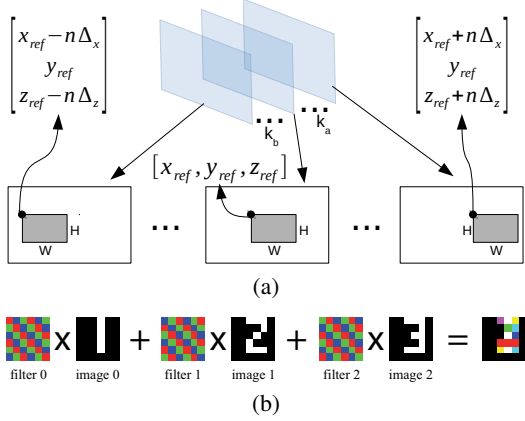 x_ref − nΔ_x
y_ref
z_ref − nΔ_z
x_ref + nΔ_x
y_ref
z_ref + nΔ_z
... k_b ... k_a
[x_ref, y_ref, z_ref]
H W ... H W ... H W
(a)
x + x + x =
filter 0 image 0 filter 1 image 1 filter 2 image 2
(b)